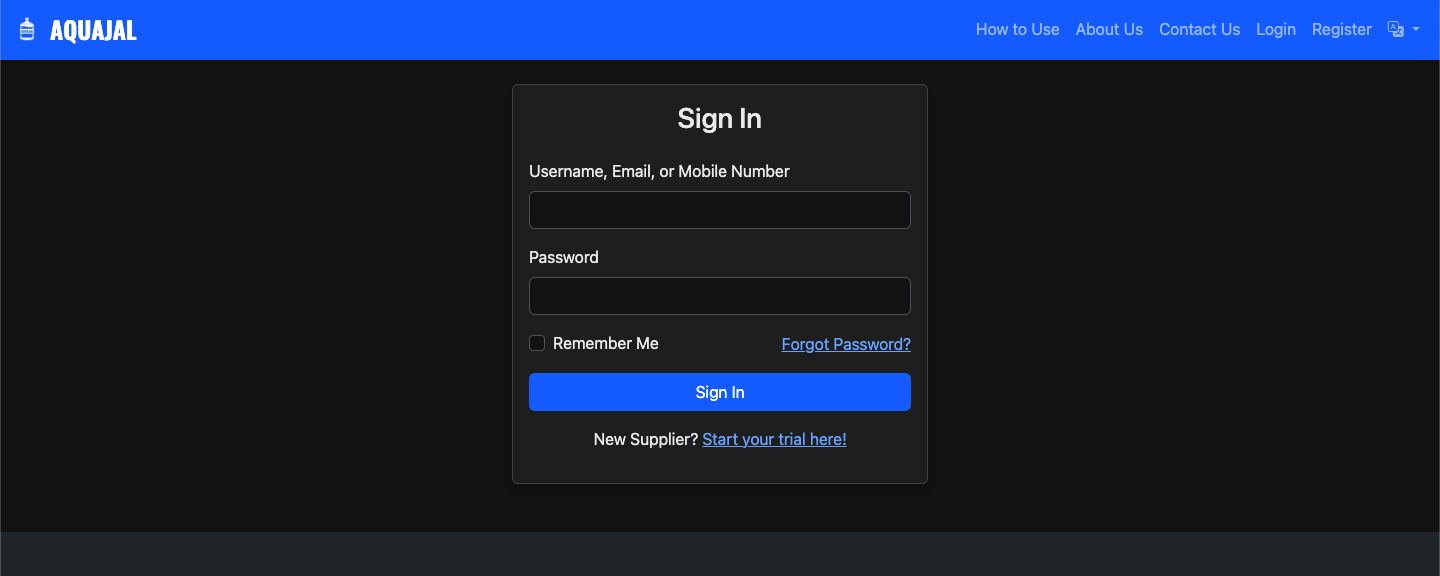 AQUAJAL
How to Use About Us Contact Us Login Register
Sign In
Username, Email, or Mobile Number
Password
Remember Me Forgot Password?
Sign In
New Supplier? Start your trial here!